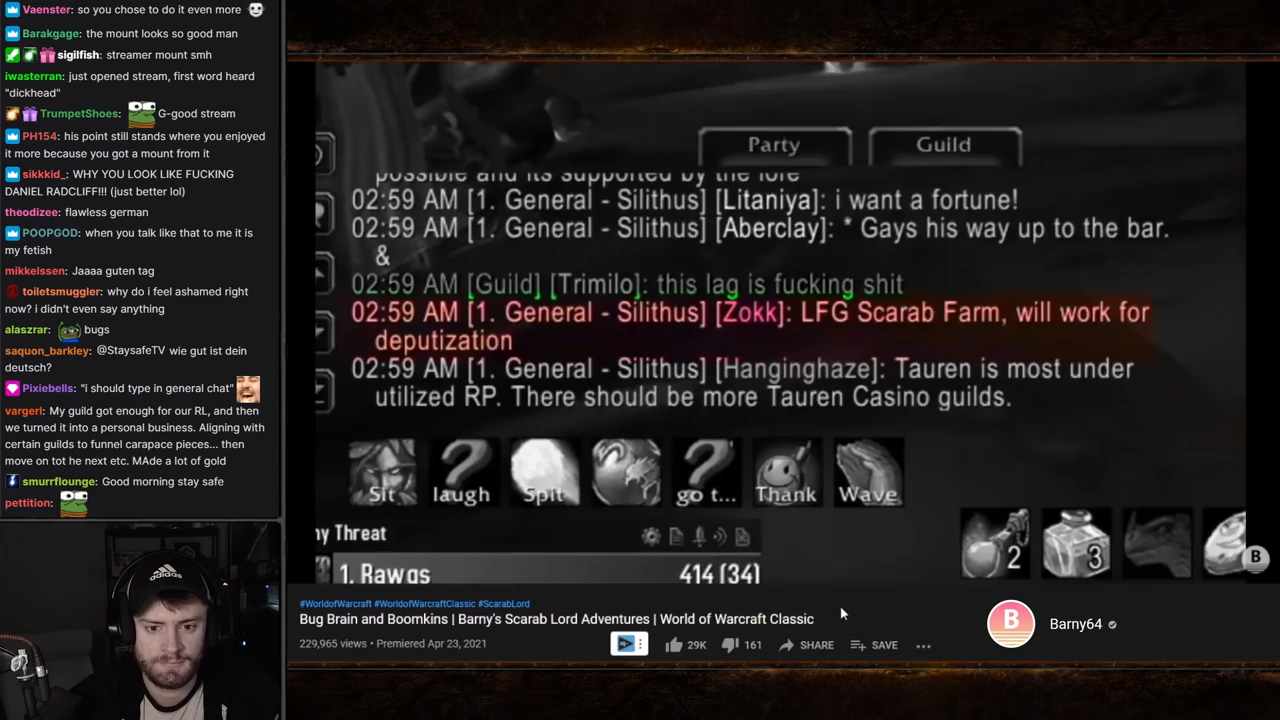 Vaenster: so you chose to do it even more
Barakgage: the mount looks so good man
sigilfish: streamer mount smh
iwasterran: just opened stream, first word heard
"dickhead"
TrumpetShoes: G-good stream
PH154: his point still stands where you enjoyed
it more because you got a mount from it
sikkkid_: WHY YOU LOOK LIKE FUCKING
DANIEL RADCLIFF!!! (just better lol)
theodizee: flawless german
POOPGOD: when you talk like that to me it is
my fetish
mikkelssen: Jaaaa guten tag
toiletsmuggler: why do i feel ashamed right
now? i didn't even say anything
alaszrar: bugs
saquon_barkley: @StaysafeTV wie gut ist dein
deutsch?
Pixiebells: "i should type in general chat"
vargerl: My guild got enough for our RL, and then
we turned it into a personal business. Aligning with
certain guilds to funnel carapace pieces... then
move on tot he next etc. MAde a lot of gold
smurrflounge: Good morning stay safe
pettition:
adidas
Party
Guild
possible and its supported by the lore
02:59 AM [1. General - Silithus] [Litaniya]: i want a fortune!
02:59 AM [1. General - Silithus] [Aberclay]: * Gays his way up to the bar.
&
02:59 AM [Guild] [Trimilo]: this lag is fucking shit
02:59 AM [1. General - Silithus] [Zokk]: LFG Scarab Farm, will work for
deputization
02:59 AM [1. General - Silithus] [Hanginghaze]: Tauren is most under
utilized RP. There should be more Tauren Casino guilds.
Sit
laugh
Spit
go t...
Thank
Wave
2
3
B
ny Threat
1. Rawgs
414 (34)
#WorldofWarcraft #WorldofWarcraftClassic #ScarabLord
Bug Brain and Boomkins | Barny's Scarab Lord Adventures | World of Warcraft Classic
229,965 views • Premiered Apr 23, 2021
29K
161
SHARE
SAVE
B
Barny64